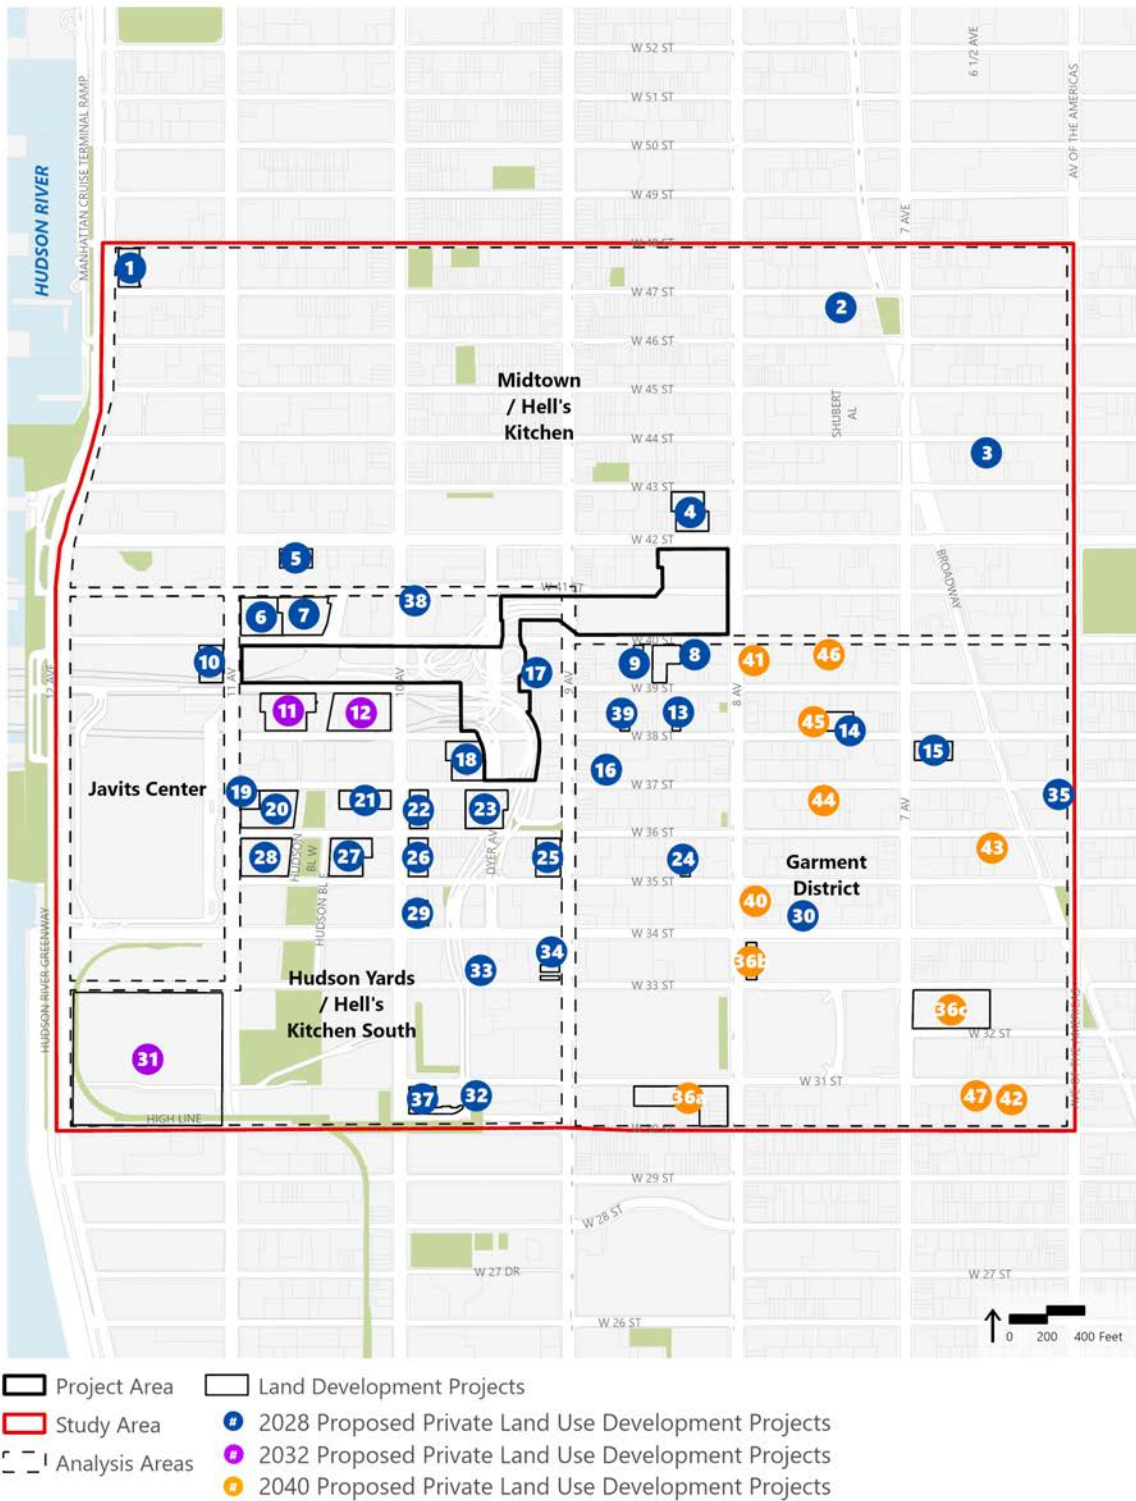 W 52 ST
6 1/2 AVE
W 51 ST
AV OF THE AMERICAS
MANHATTAN CRUISE TERMINAL RAMP
W 50 ST
HUDSON RIVER
W 49 ST
7 AVE
1
W 47 ST
2
W 46 ST
Midtown
/ Hell's
Kitchen
W 45 ST
SHUBERT
AL
W 44 ST
3
W 43 ST
4
W 42 ST
5
BROADWAY
W 41 ST
38
6
7
W 40 ST
10
17
9
8
41
46
12 AVE
11 AV
10 AV
9 AV
W 39 ST
8 AV
11
12
39
13
45
14
W 38 ST
15
18
16
Javits Center
W 37 ST
19
20
21
22
23
44
7 AV
35
W 36 ST
HUDSON
BL W
DYER AV
28
27
26
25
24
43
Garment
District
W 35 ST
HUDSON BL E
29
40
30
W 34 ST
HUDSON RIVER GREENWAY
34
36b
33
Hudson Yards
/ Hell's
Kitchen South
W 33 ST
36c
W 32 ST
31
W 31 ST
37
32
36a
47
42
HIGH LINE
W 29 ST
W 28 ST
W 27 DR
W 27 ST
W 26 ST
0 200 400 Feet
Project Area
Land Development Projects
Study Area
# 2028 Proposed Private Land Use Development Projects
# 2032 Proposed Private Land Use Development Projects
Analysis Areas
# 2040 Proposed Private Land Use Development Projects